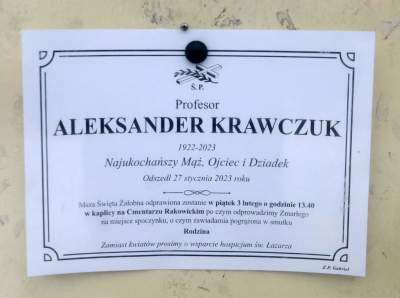 Ś. P.
Profesor
ALEKSANDER KRAWCZUK
1922-2023
Najukochańszy Mąż, Ojciec i Dziadek
Odszedł 27 stycznia 2023 roku
Msza Święta Żałobna odprawiona zostanie w piątek 3 lutego o godzinie 13.40
w kaplicy na Cmentarzu Rakowickim po czym odprowadzimy Zmarłego
na miejsce spoczynku, o czym zawiadamia pogrążona w smutku
Rodzina
Zamiast kwiatów prosimy o wsparcie hospicjum św. Łazarza
Z.P. Gabriel